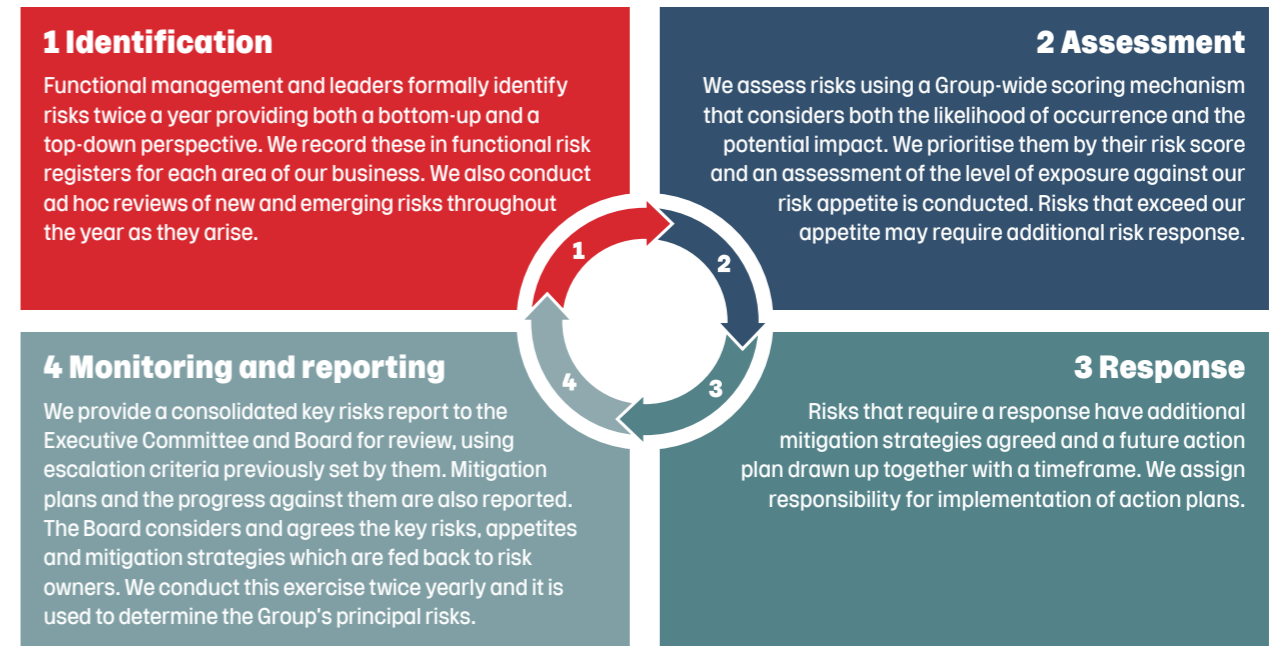 1 Identification
Functional management and leaders formally identify
risks twice a year providing both a bottom-up and a
top-down perspective. We record these in functional risk
registers for each area of our business. We also conduct
ad hoc reviews of new and emerging risks throughout
the year as they arise.
2 Assessment
We assess risks using a Group-wide scoring mechanism
that considers both the likelihood of occurrence and the
potential impact. We prioritise them by their risk score
and an assessment of the level of exposure against our
risk appetite is conducted. Risks that exceed our
appetite may require additional risk response.
1
2
3
4
3 Response
Risks that require a response have additional
mitigation strategies agreed and a future action
plan drawn up together with a timeframe. We assign
responsibility for implementation of action plans.
4 Monitoring and reporting
We provide a consolidated key risks report to the
Executive Committee and Board for review, using
escalation criteria previously set by them. Mitigation
plans and the progress against them are also reported.
The Board considers and agrees the key risks, appetites
and mitigation strategies which are fed back to risk
owners. We conduct this exercise twice yearly and it is
used to determine the Group's principal risks.